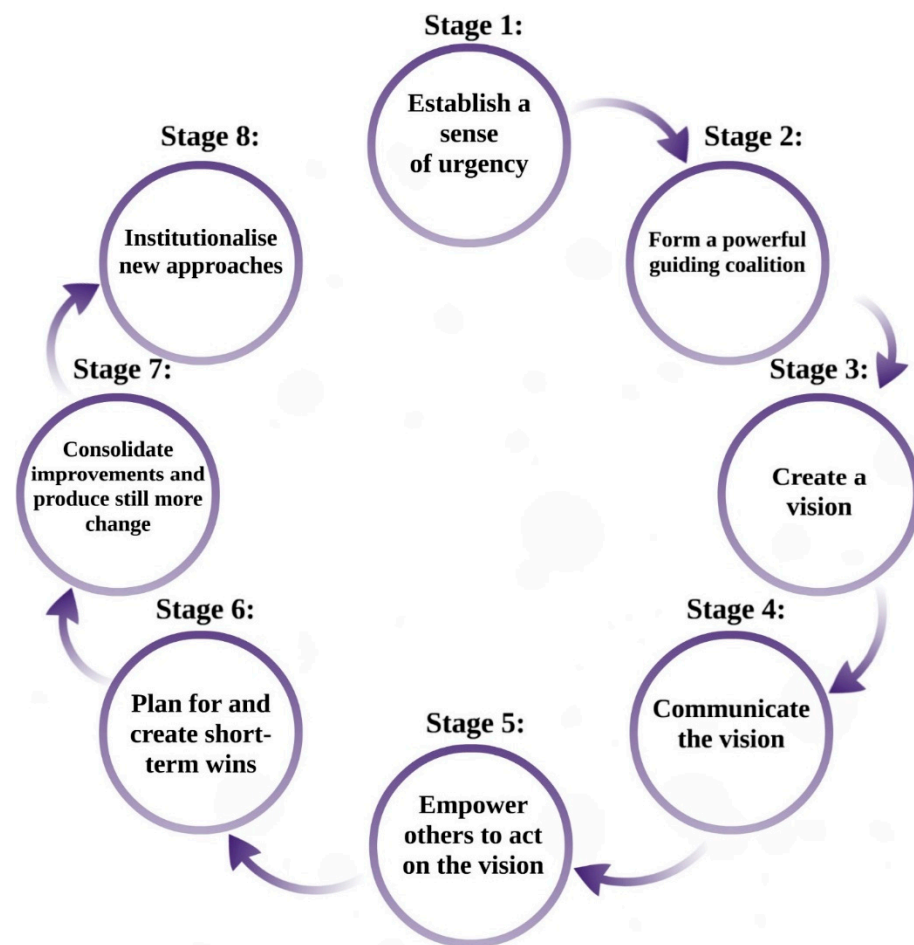 Stage 1:
Establish a
sense
of urgency
Stage 2:
Form a powerful
guiding coalition
Stage 3:
Create a
vision
Stage 4:
Communicate
the vision
Stage 5:
Empower
others to act
on the vision
Stage 6:
Plan for and
create short-
term wins
Stage 7:
Consolidate
improvements and
produce still more
change
Stage 8:
Institutionalise
new approaches